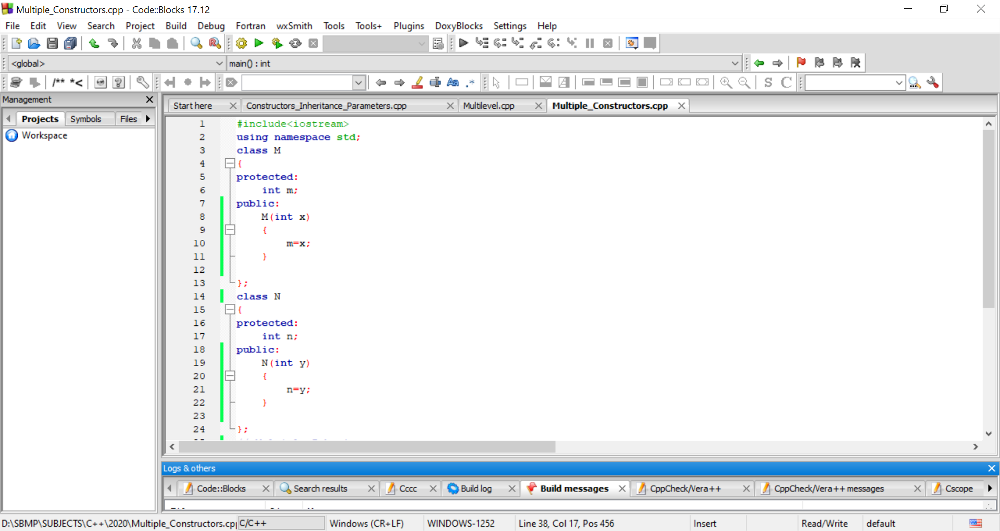 Multiple_Constructors.cpp - Code::Blocks 17.12
File Edit View Search Project Build Debug Fortran wxSmith Tools Tools+ Plugins DoxyBlocks Settings Help
<global> main() : int
/** *<
Management
Projects Symbols Files
Workspace
Start here Constructors_Inheritance_Parameters.cpp Multilevel.cpp Multiple_Constructors.cpp
1 #include<iostream>
2 using namespace std;
3 class M
4 {
5 protected:
6 int m;
7 public:
8 M(int x)
9 {
10 m=x;
11 }
12
13 };
14 class N
15 {
16 protected:
17 int n;
18 public:
19 N(int y)
20 {
21 n=y;
22 }
23
24 };
Logs & others
Code::Blocks Search results Cccc Build log Build messages CppCheck/Vera++ CppCheck/Vera++ messages Cscope
D:\SBMP\SUBJECTS\C++\2020\Multiple_Constructors.cpp C/C++ Windows (CR+LF) WINDOWS-1252 Line 38, Col 17, Pos 456 Insert Read/Write default